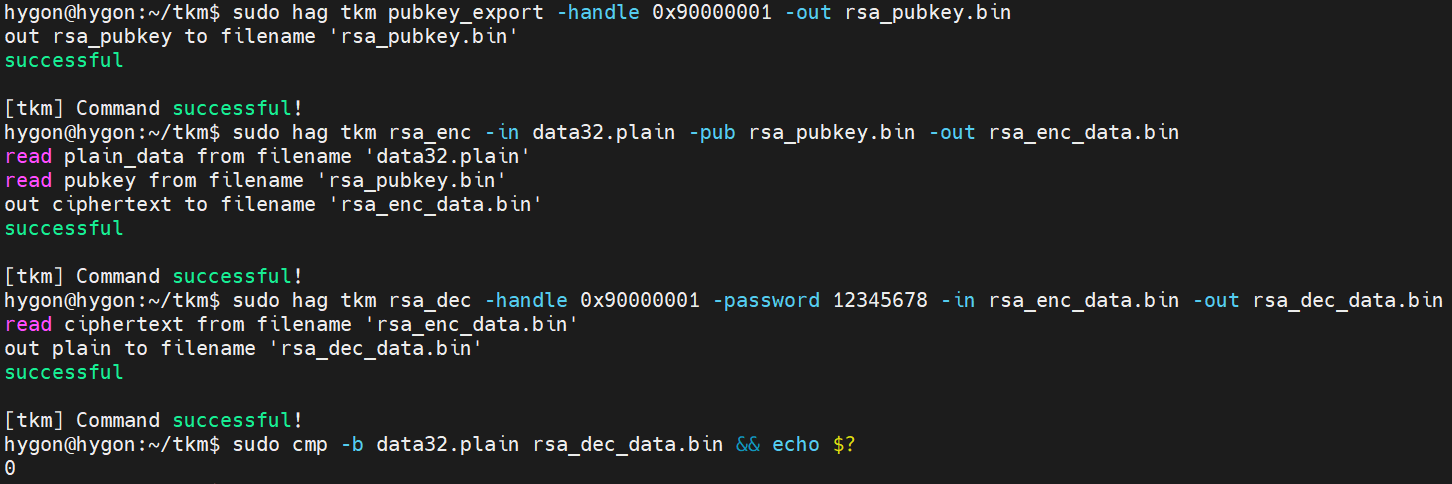 hygon@hygon:~/tkm$ sudo hag tkm pubkey_export -handle 0x90000001 -out rsa_pubkey.bin
out rsa_pubkey to filename 'rsa_pubkey.bin'
successful
[tkm] Command successful!
hygon@hygon:~/tkm$ sudo hag tkm rsa_enc -in data32.plain -pub rsa_pubkey.bin -out rsa_enc_data.bin
read plain_data from filename 'data32.plain'
read pubkey from filename 'rsa_pubkey.bin'
out ciphertext to filename 'rsa_enc_data.bin'
successful
[tkm] Command successful!
hygon@hygon:~/tkm$ sudo hag tkm rsa_dec -handle 0x90000001 -password 12345678 -in rsa_enc_data.bin -out rsa_dec_data.bin
read ciphertext from filename 'rsa_enc_data.bin'
out plain to filename 'rsa_dec_data.bin'
successful
[tkm] Command successful!
hygon@hygon:~/tkm$ sudo cmp -b data32.plain rsa_dec_data.bin && echo $?
0